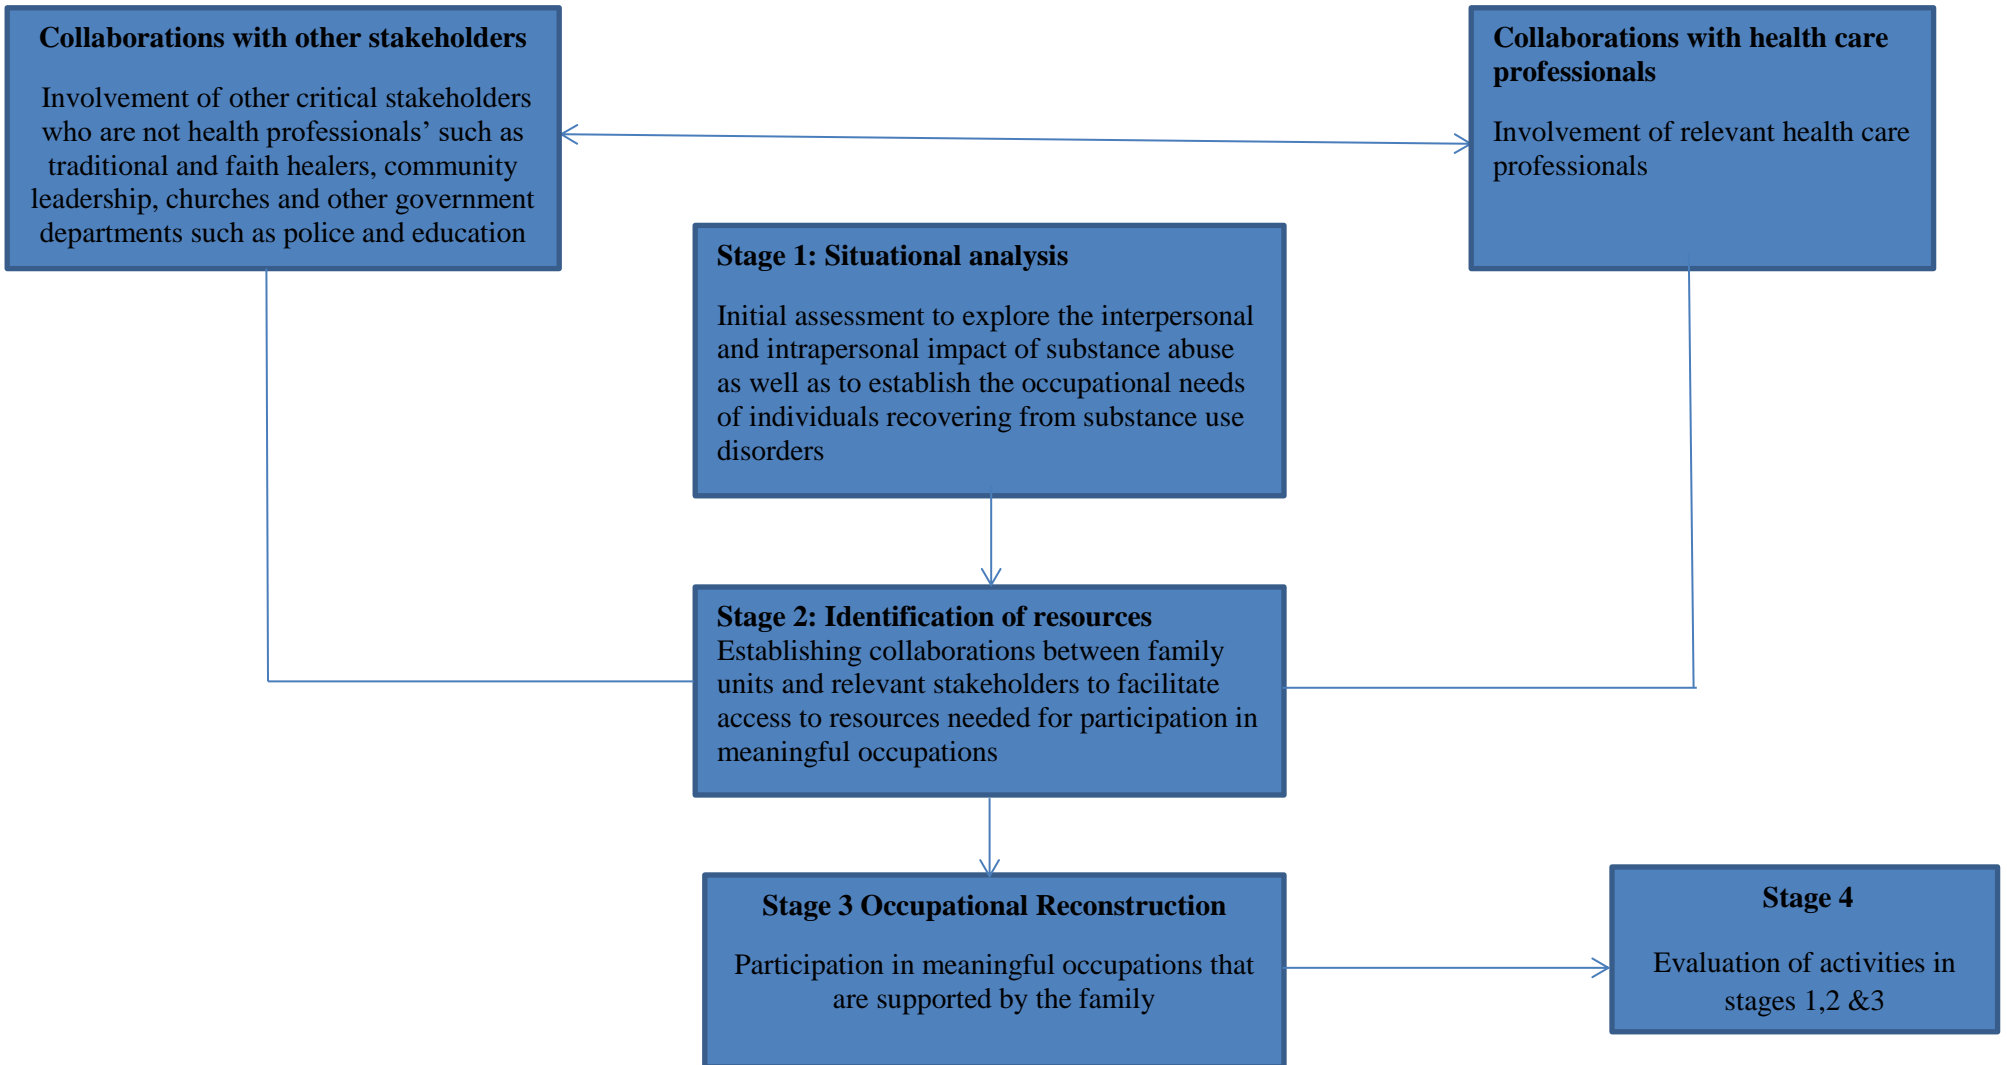 Collaborations with other stakeholders
Involvement of other critical stakeholders
who are not health professionals’ such as
traditional and faith healers, community
leadership, churches and other government
departments such as police and education
Collaborations with health care
professionals
Involvement of relevant health care
professionals
Stage 1: Situational analysis
Initial assessment to explore the interpersonal
and intrapersonal impact of substance abuse
as well as to establish the occupational needs
of individuals recovering from substance use
disorders
Stage 2: Identification of resources
Establishing collaborations between family
units and relevant stakeholders to facilitate
access to resources needed for participation in
meaningful occupations
Stage 3 Occupational Reconstruction
Participation in meaningful occupations that
are supported by the family
Stage 4
Evaluation of activities in
stages 1,2 &3